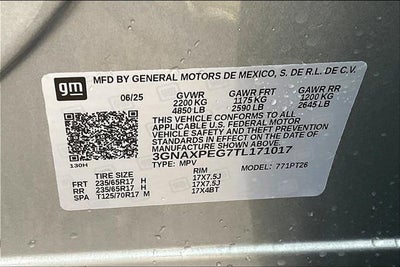 gm MFD BY GENERAL MOTORS DE MEXICO, S. DE R.L. DE C.V.
06/25 GVWR GAWR FRT GAWR RR
2200 KG 1175 KG 1200 KG
4850 LB 2590 LB 2645 LB
THIS VEHICLE CONFORMS TO ALL
APPLICABLE U.S. FEDERAL MOTOR
VEHICLE SAFETY AND THEFT PREVENTION
STANDARDS IN EFFECT ON THE DATE OF
MANUFACTURE SHOWN ABOVE.
3GNAXPEG7TL171017
130H TYPE: MPV MODEL: 771PT26
TIRE SIZE RIM
FRT 235/65R17 H 17X7.5J
RR 235/65R17 H 17X7.5J
SPA T125/70R17 M 17X4BT